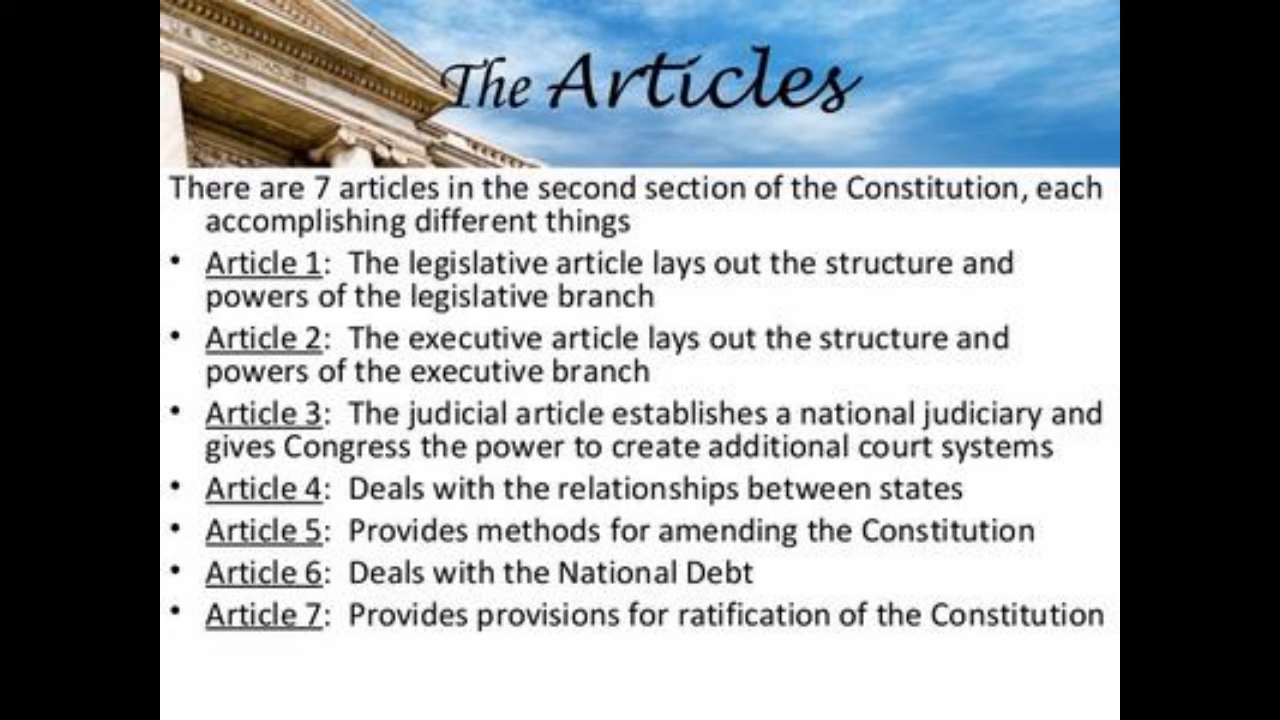 The Articles
There are 7 articles in the second section of the Constitution, each
accomplishing different things
• Article 1:  The legislative article lays out the structure and
powers of the legislative branch
• Article 2:  The executive article lays out the structure and
powers of the executive branch
• Article 3:  The judicial article establishes a national judiciary and
gives Congress the power to create additional court systems
• Article 4:  Deals with the relationships between states
• Article 5:  Provides methods for amending the Constitution
• Article 6:  Deals with the National Debt
• Article 7:  Provides provisions for ratification of the Constitution